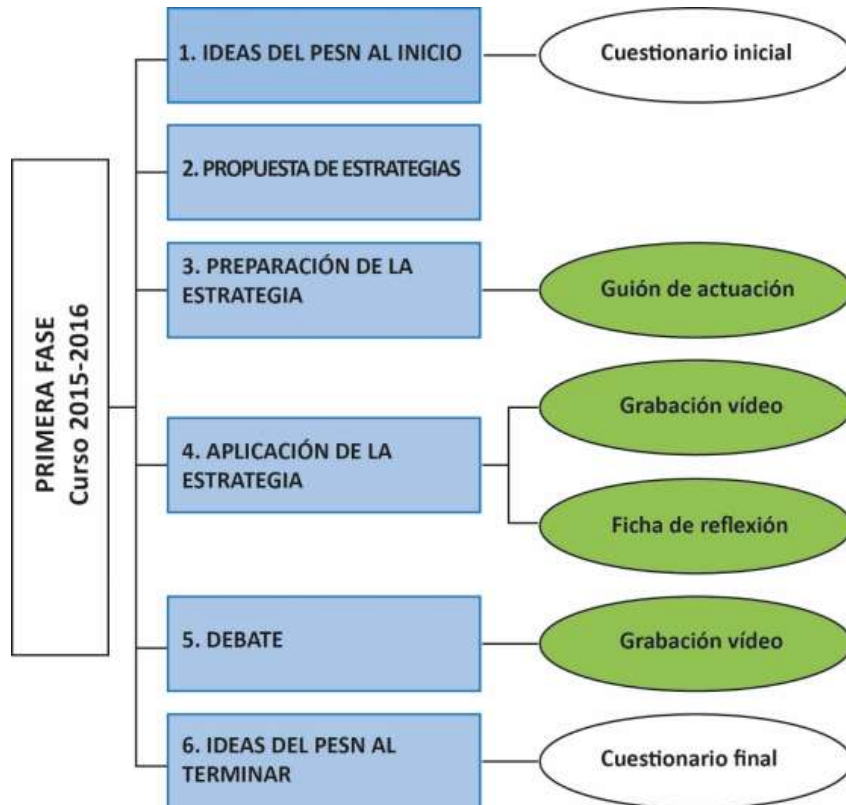 PRIMERA FASE
Curso 2015-2016
1. IDEAS DEL PESN AL INICIO
Cuestionario inicial
2. PROPUESTA DE ESTRATEGIAS
3. PREPARACIÓN DE LA
ESTRATEGIA
Guión de actuación
4. APLICACIÓN DE LA
ESTRATEGIA
Grabación vídeo
Ficha de reflexión
5. DEBATE
Grabación vídeo
6. IDEAS DEL PESN AL
TERMINAR
Cuestionario final